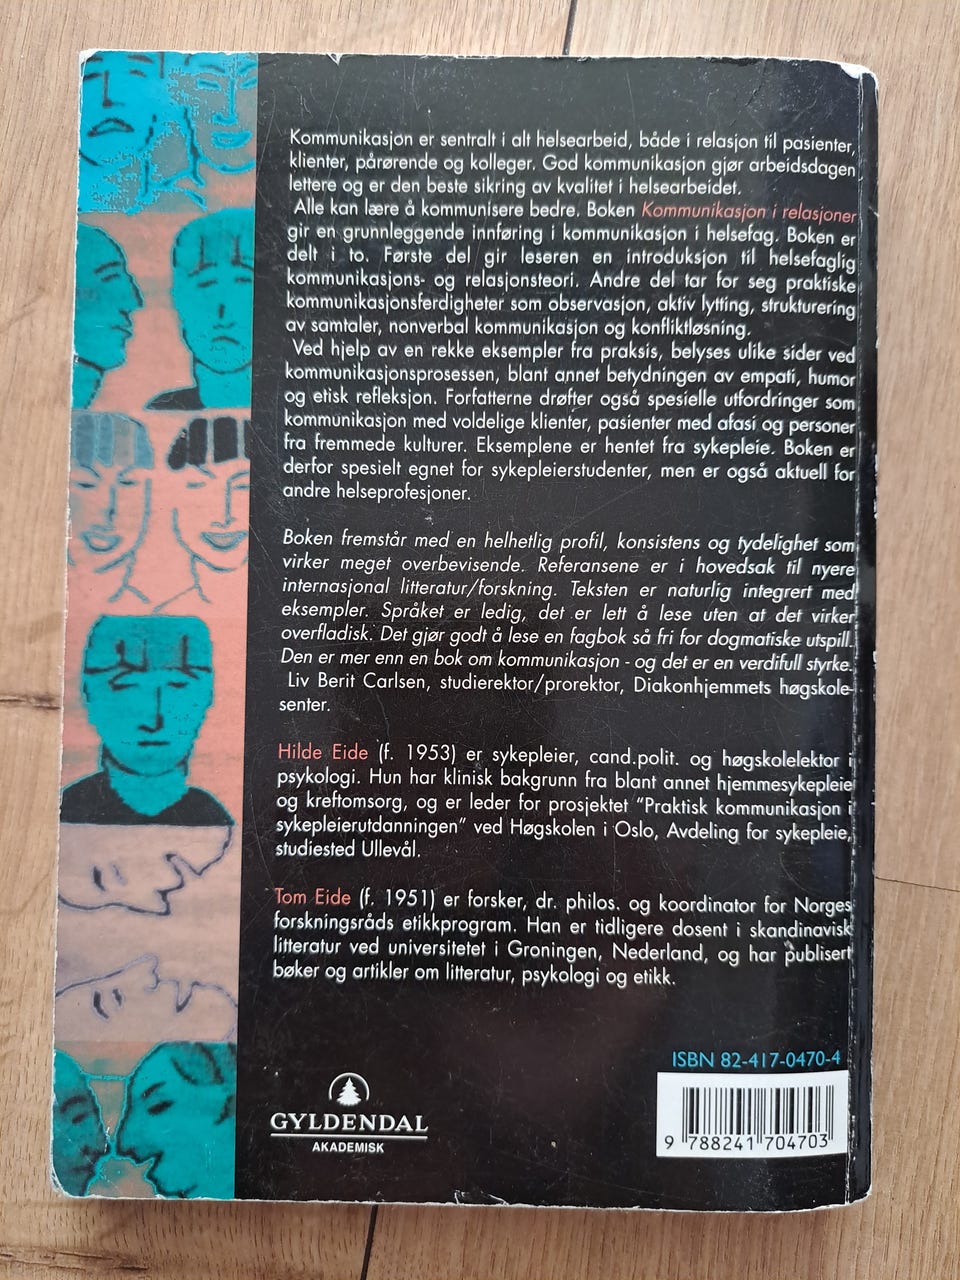 Kommunikasjon er sentralt i alt helsearbeid, både i relasjon til pasienter,
klienter, pårørende og kolleger. God kommunikasjon gjør arbeidsdagen
lettere og er den beste sikring av kvalitet i helsearbeidet.
Alle kan lære å kommunisere bedre. Boken Kommunikasjon i relasjoner
gir en grunnleggende innføring i kommunikasjon i helsefag. Boken er
delt i to. Første del gir leseren en introduksjon til helsefaglig
kommunikasjons- og relasjonsteori. Andre del tar for seg praktiske
kommunikasjonsferdigheter som observasjon, aktiv lytting, strukturering
av samtaler, nonverbal kommunikasjon og konfliktløsning.
Ved hjelp av en rekke eksempler fra praksis, belyses ulike sider ved
kommunikasjonsprosessen, blant annet betydningen av empati, humor
og etisk refleksjon. Forfatterne drøfter også spesielle utfordringer som
kommunikasjon med voldelige klienter, pasienter med afasi og personer
fra fremmede kulturer. Eksemplene er hentet fra sykepleie. Boken er
derfor spesielt egnet for sykepleierstudenter, men er også aktuell for
andre helseprofesjoner.
Boken fremstår med en helhetlig profil, konsistens og tydelighet som
virker meget overbevisende. Referansene er i hovedsak til nyere
internasjonal litteratur/forskning. Teksten er naturlig integrert med
eksempler. Språket er ledig, det er lett å lese uten at det virker
overfladisk. Det gjør godt å lese en fagbok så fri for dogmatiske utspill.
Den er mer enn en bok om kommunikasjon - og det er en verdifull styrke.
Liv Berit Carlsen, studierektor/prorektor, Diakonhjemmets høgskole-
senter.
Hilde Eide (f. 1953) er sykepleier, cand.polit. og høgskolelektor i
psykologi. Hun har klinisk bakgrunn fra blant annet hjemmesykepleie
og kreftomsorg, og er leder for prosjektet "Praktisk kommunikasjon i
sykepleierutdanningen" ved Høgskolen i Oslo, Avdeling for sykepleie,
studiested Ullevål.
Tom Eide (f. 1951) er forsker, dr. philos. og koordinator for Norges
forskningsråds etikkprogram. Han er tidligere dosent i skandinavisk
litteratur ved universitetet i Groningen, Nederland, og har publisert
bøker og artikler om litteratur, psykologi og etikk.
ISBN 82-417-0470-4
GYLDENDAL
AKADEMISK
9 788241 704703